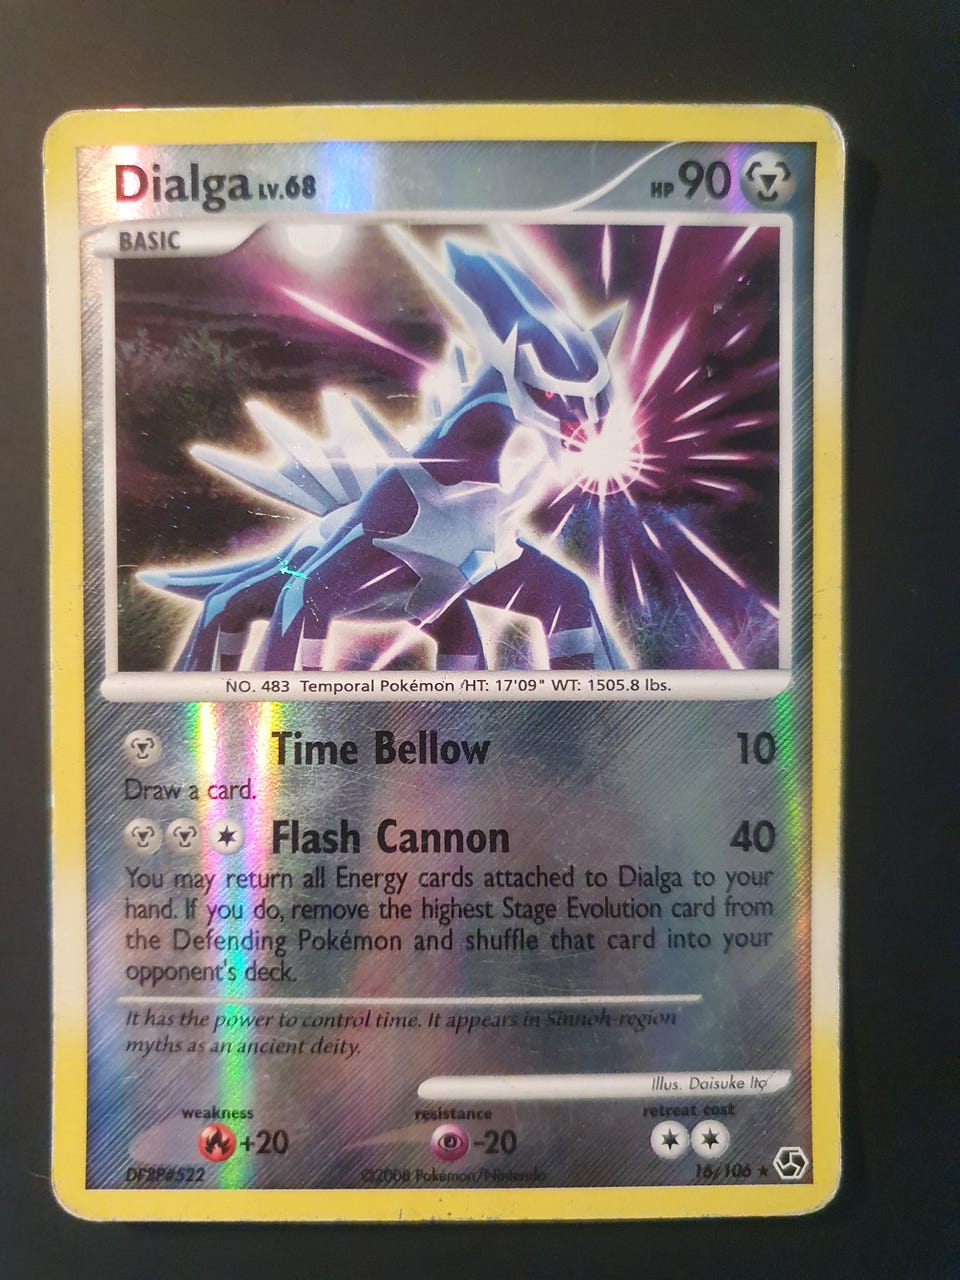 Dialga LV.68 HP 90
BASIC
NO. 483 Temporal Pokémon HT: 17'09" WT: 1505.8 lbs.
Time Bellow 10
Draw a card.
Flash Cannon 40
You may return all Energy cards attached to Dialga to your
hand. If you do, remove the highest Stage Evolution card from
the Defending Pokémon and shuffle that card into your
opponent's deck.
It has the power to control time. It appears in Sinnoh-region
myths as an ancient deity.
Illus. Daisuke Ito
weakness resistance retreat cost
+20 -20
DPBP#522 ©2008 Pokémon/Nintendo 16/106 ★